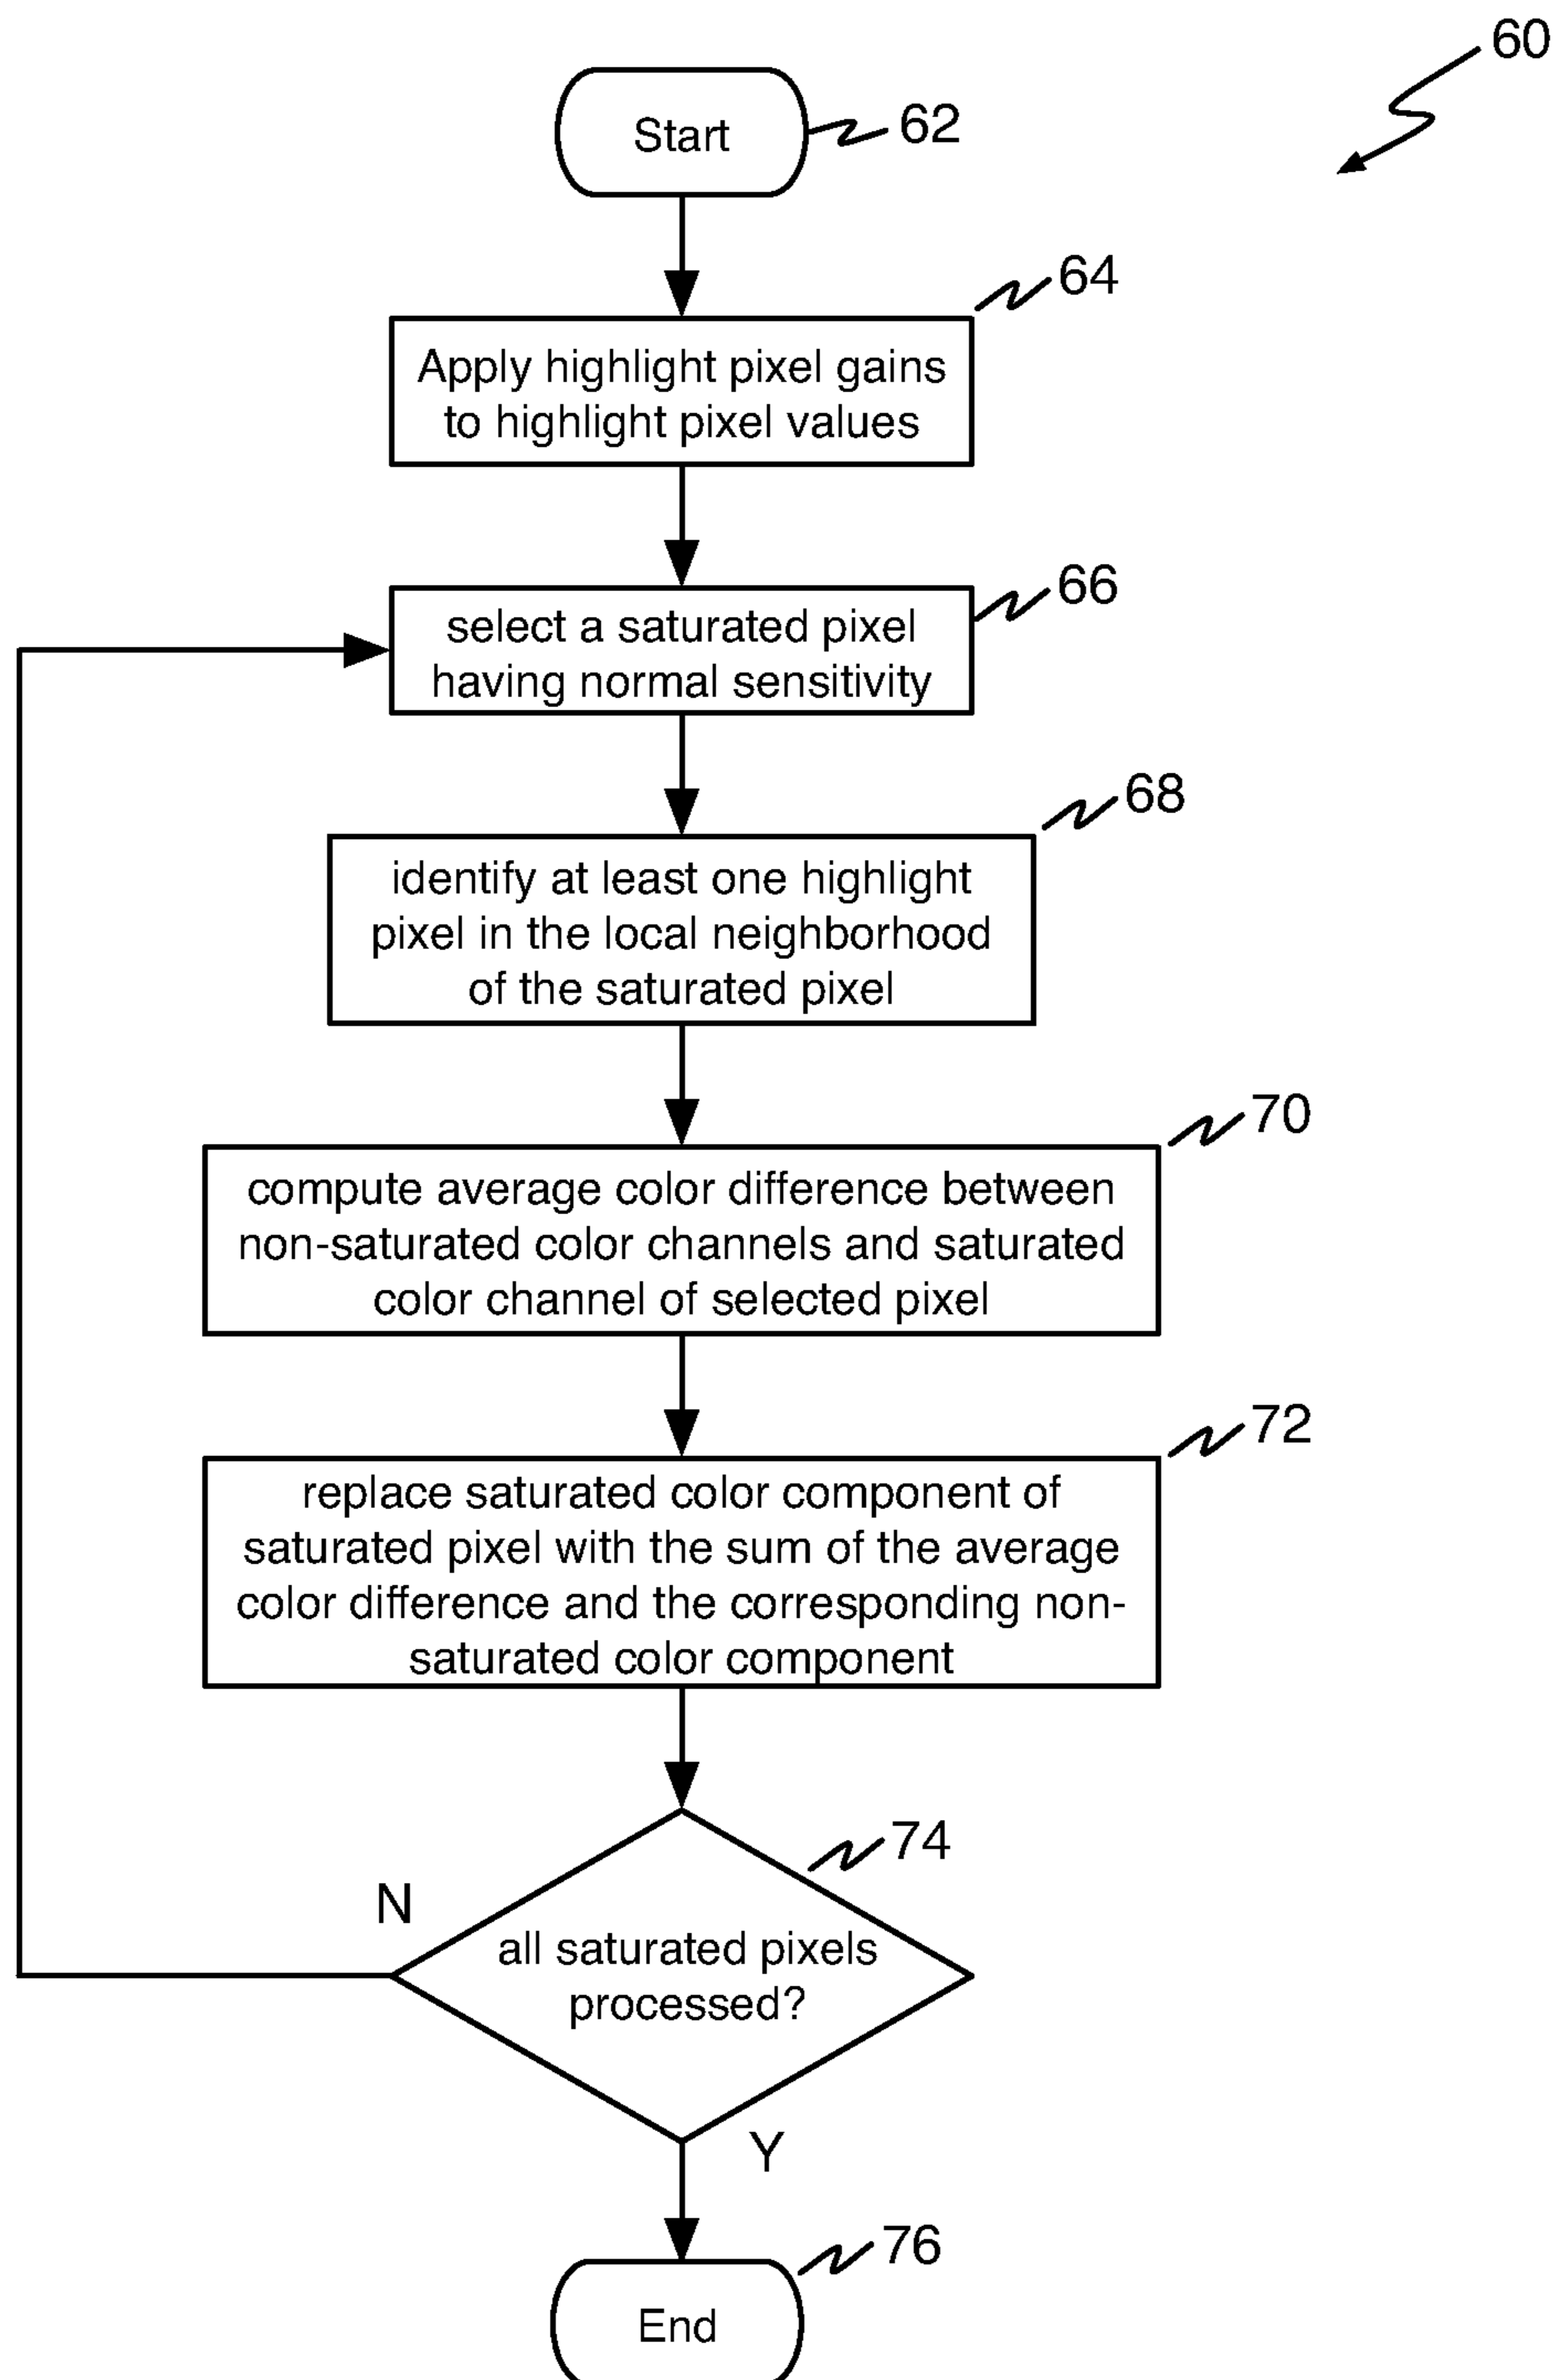 60
Start
62
64
Apply highlight pixel gains
to highlight pixel values
66
select a saturated pixel
having normal sensitivity
68
identify at least one highlight
pixel in the local neighborhood
of the saturated pixel
70
compute average color difference between
non-saturated color channels and saturated
color channel of selected pixel
72
replace saturated color component of
saturated pixel with the sum of the average
color difference and the corresponding non-
saturated color component
74
N
all saturated pixels
processed?
Y
76
End